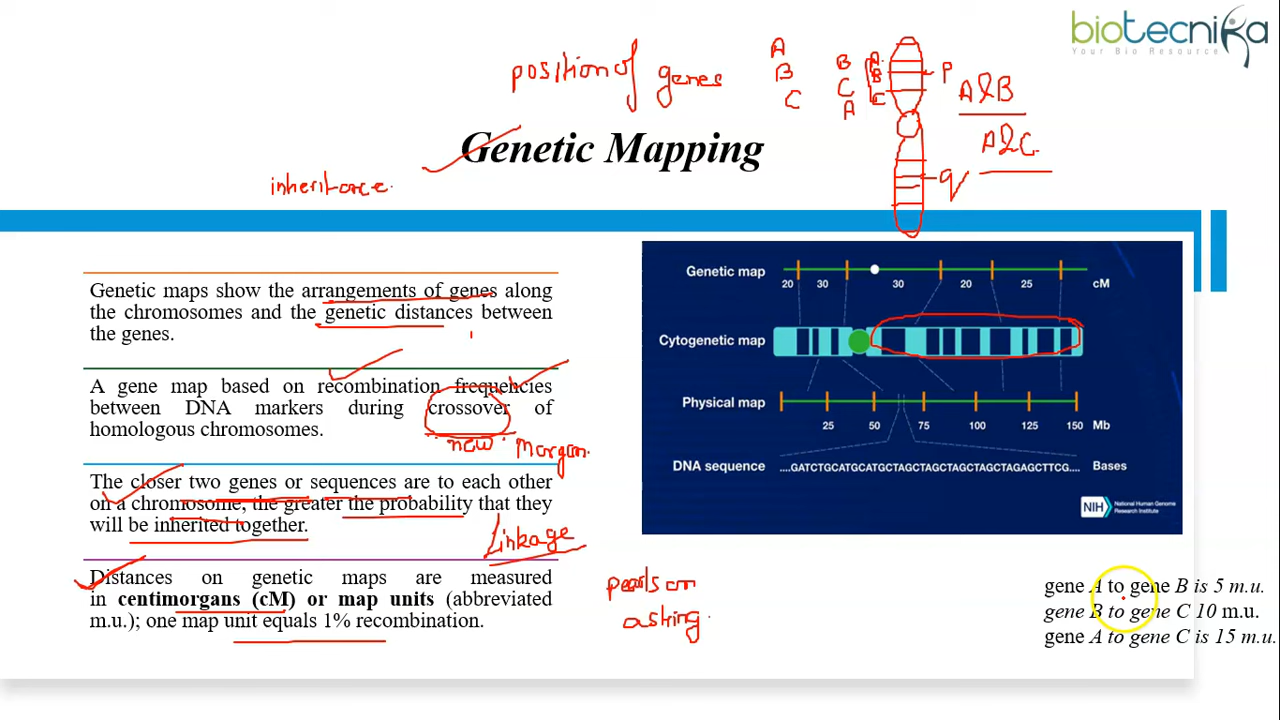 biotecnika
Your Bio Resource
position of genes
A
B
C
B
C
A
A
B
C
p
q
A & B
A & C
Genetic Mapping
inheritance
Genetic maps show the arrangements of genes along
the chromosomes and the genetic distances between
the genes.
A gene map based on recombination frequencies
between DNA markers during crossover of
homologous chromosomes.
new
Morgan.
The closer two genes or sequences are to each other
on a chromosome, the greater the probability that they
will be inherited together.
Linkage
Distances on genetic maps are measured
in centimorgans (cM) or map units (abbreviated
m.u.); one map unit equals 1% recombination.
pearls on
a string
Genetic map
20 30 30 20 25 cM
Cytogenetic map
Physical map
25 50 75 100 125 150 Mb
DNA sequence ....GATCTGCATGCATGCTAGCTAGCTAGCTAGCTAGAGCTTCG.... Bases
NIH National Human Genome
Research Institute
gene A to gene B is 5 m.u.
gene B to gene C 10 m.u.
gene A to gene C is 15 m.u.